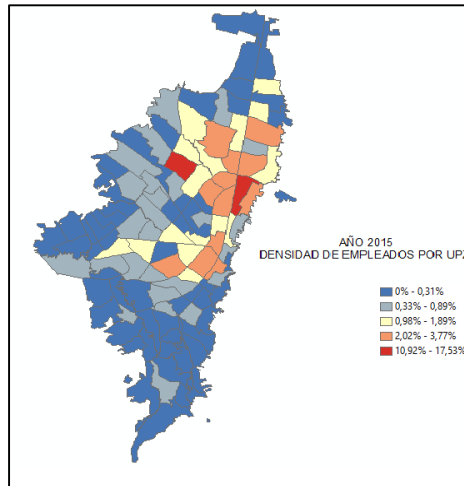 AÑO 2015
DENSIDAD DE EMPLEADOS POR UPZ
0% - 0,31%
0,33% - 0,89%
0,98% - 1,89%
2,02% - 3,77%
10,92% - 17,53%